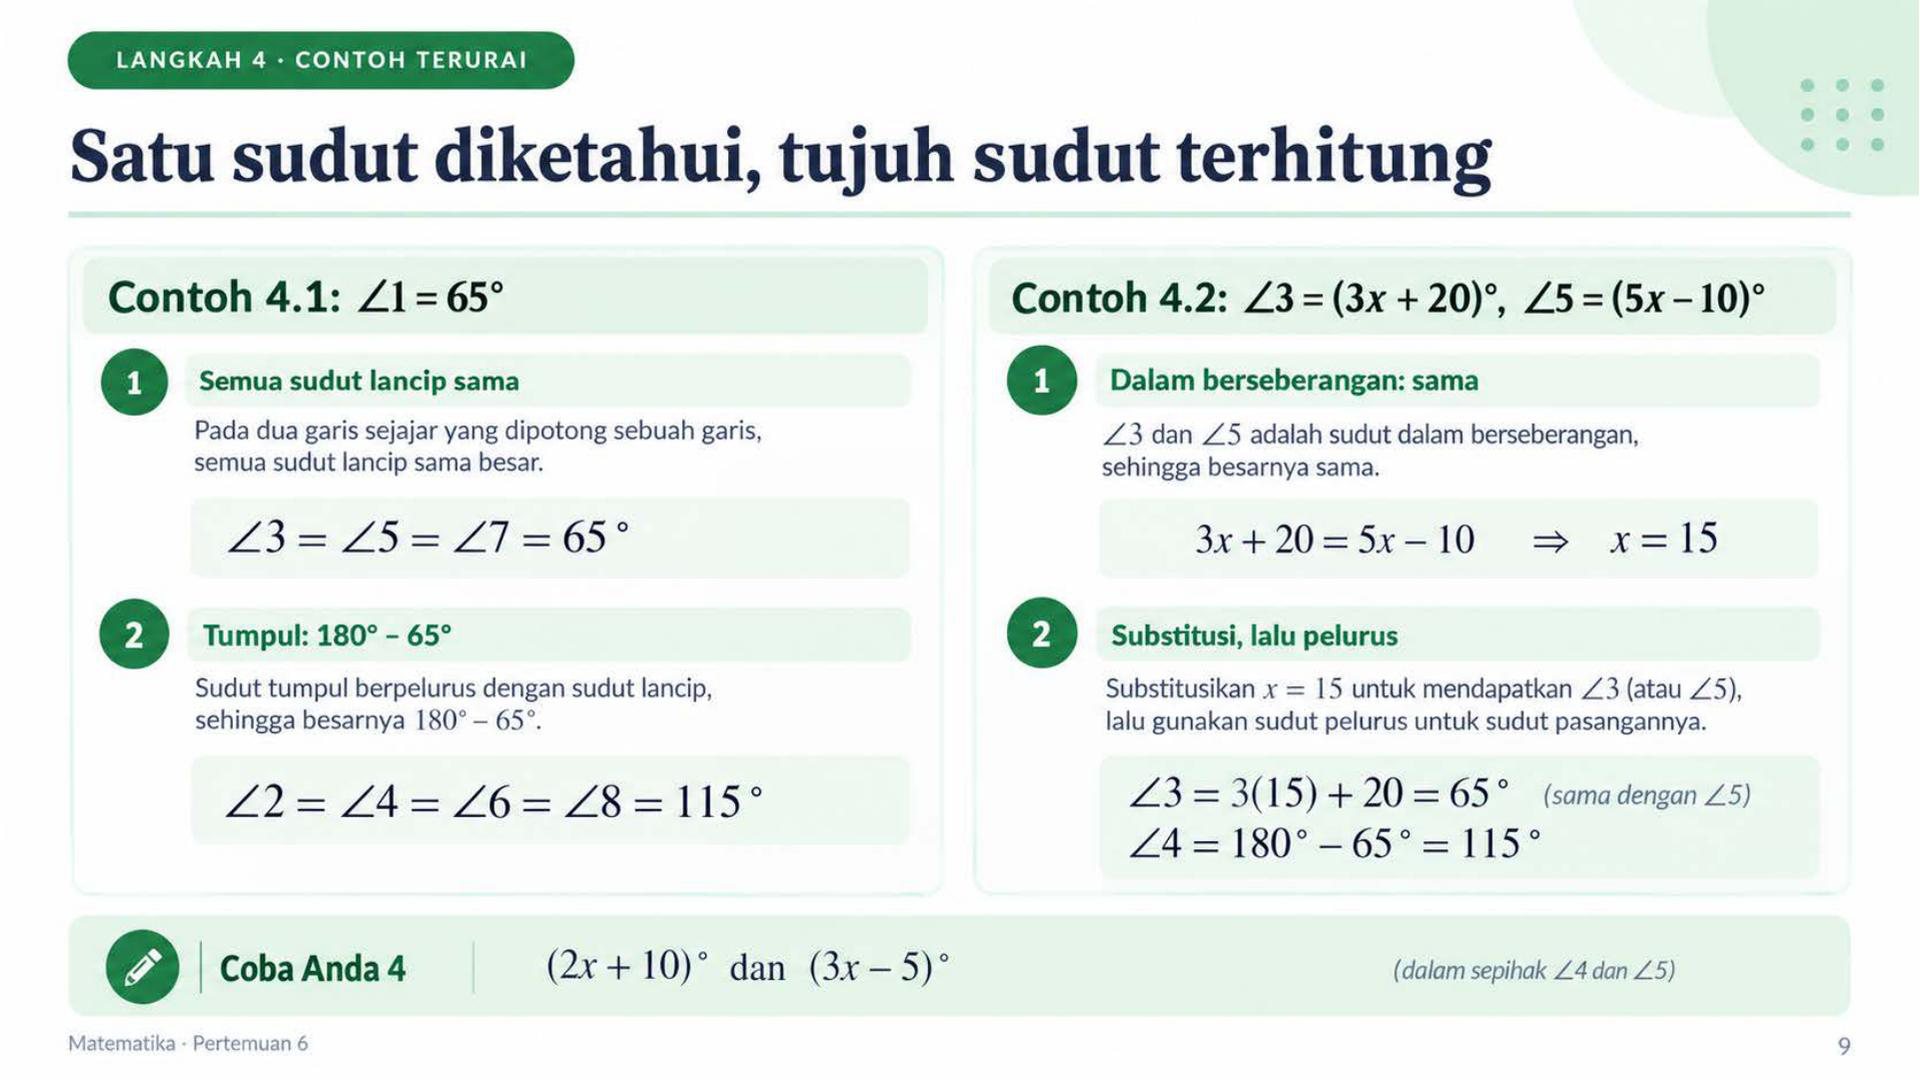 LANGKAH 4 · CONTOH TERURAI
Satu sudut diketahui, tujuh sudut terhitung
Contoh 4.1: ∠1 = 65°
1 Semua sudut lancip sama
Pada dua garis sejajar yang dipotong sebuah garis,
semua sudut lancip sama besar.
∠3 = ∠5 = ∠7 = 65°
2 Tumpul: 180° – 65°
Sudut tumpul berpelurus dengan sudut lancip,
sehingga besarnya 180° – 65°.
∠2 = ∠4 = ∠6 = ∠8 = 115°
Contoh 4.2: ∠3 = (3x + 20)°, ∠5 = (5x – 10)°
1 Dalam berseberangan: sama
∠3 dan ∠5 adalah sudut dalam berseberangan,
sehingga besarnya sama.
3x + 20 = 5x – 10 ⇒ x = 15
2 Substitusi, lalu pelurus
Substitusikan x = 15 untuk mendapatkan ∠3 (atau ∠5),
lalu gunakan sudut pelurus untuk sudut pasangannya.
∠3 = 3(15) + 20 = 65° (sama dengan ∠5)
∠4 = 180° – 65° = 115°
Coba Anda 4 (2x + 10)° dan (3x – 5)° (dalam sepihak ∠4 dan ∠5)
Matematika · Pertemuan 6
9